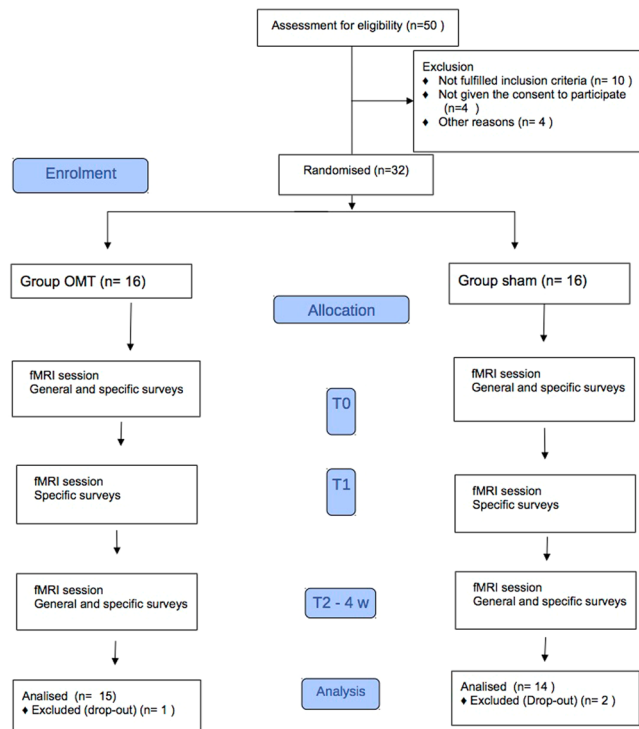 Assessment for eligibility (n=50 )
Exclusion
♦ Not fulfilled inclusion criteria (n= 10 )
♦ Not given the consent to participate
(n=4 )
♦ Other reasons (n= 4 )
Enrolment
Randomised (n=32)
Group OMT (n= 16)
Group sham (n= 16)
Allocation
fMRI session
General and specific surveys
T0
fMRI session
General and specific surveys
fMRI session
Specific surveys
T1
fMRI session
Specific surveys
fMRI session
General and specific surveys
T2 - 4 w
fMRI session
General and specific surveys
Analised (n= 15)
♦ Excluded (drop-out) (n= 1 )
Analysis
Analised (n= 14 )
♦ Excluded (Drop-out) (n= 2 )